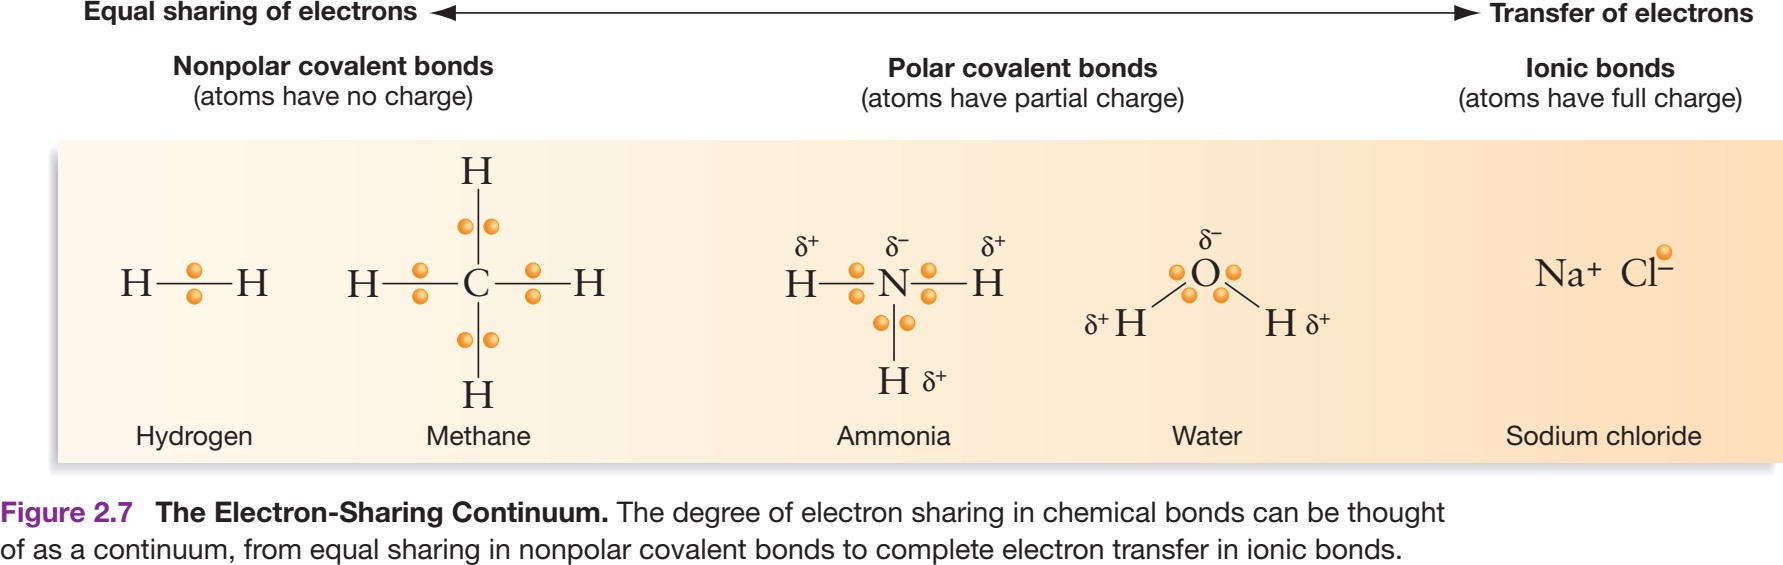 Equal sharing of electrons Transfer of electrons
Nonpolar covalent bonds
(atoms have no charge)
Polar covalent bonds
(atoms have partial charge)
Ionic bonds
(atoms have full charge)
H—H
H
H—C—H
H
δ+ δ− δ+
H—N—H
H δ+
δ−
O
δ+ H H δ+
Na+ Cl−
Hydrogen Methane Ammonia Water Sodium chloride
Figure 2.7 The Electron-Sharing Continuum. The degree of electron sharing in chemical bonds can be thought
of as a continuum, from equal sharing in nonpolar covalent bonds to complete electron transfer in ionic bonds.